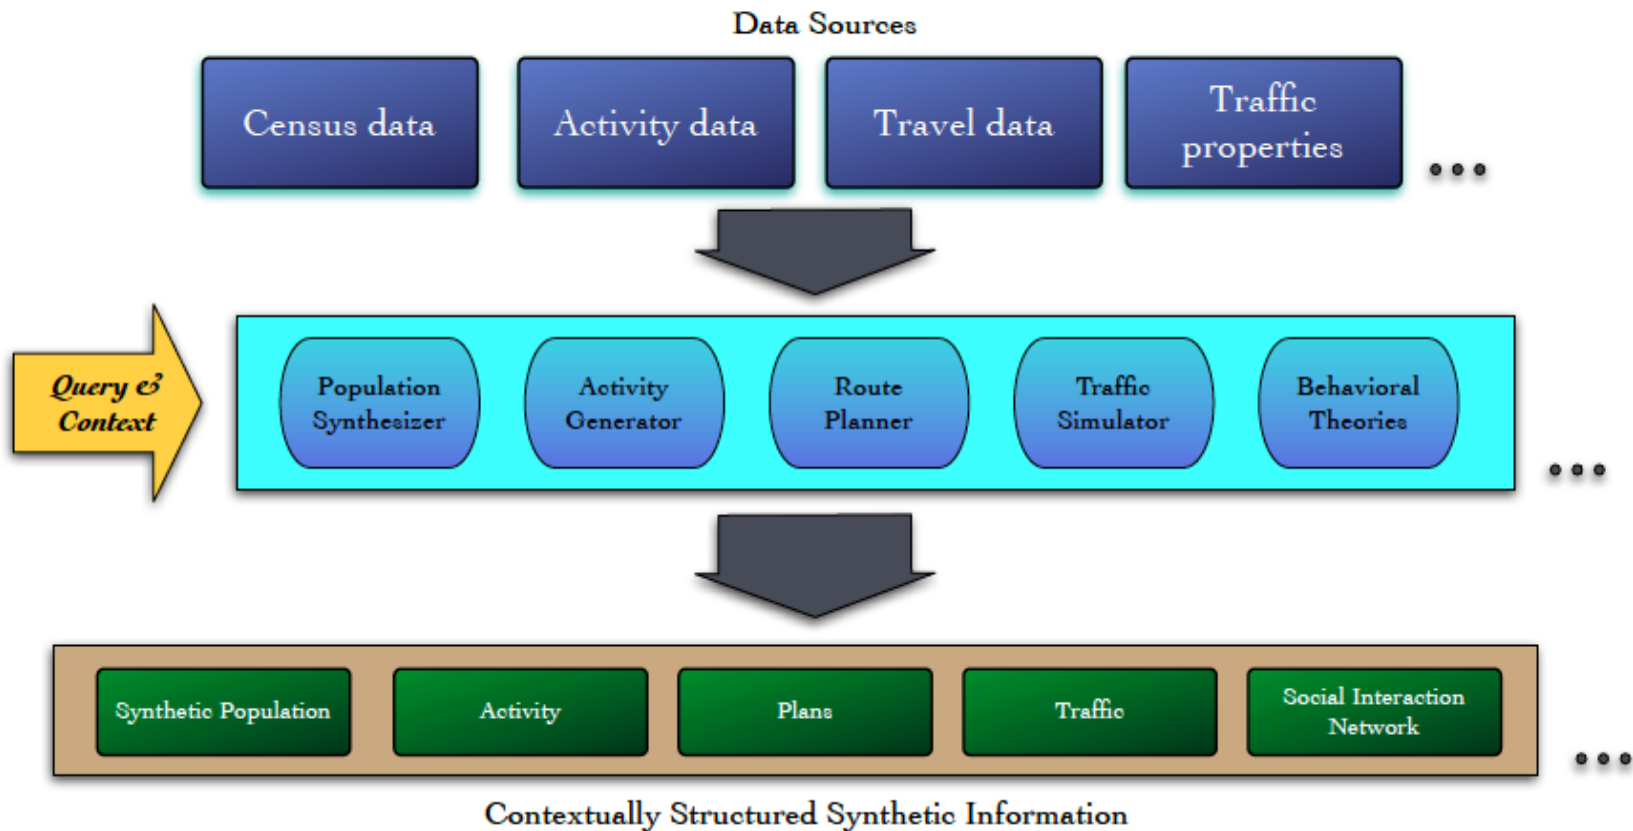 Data Sources
Census data
Activity data
Travel data
Traffic
properties
Query &
Context
Population
Synthesizer
Activity
Generator
Route
Planner
Traffic
Simulator
Behavioral
Theories
Synthetic Population
Activity
Plans
Traffic
Social Interaction
Network
Contextually Structured Synthetic Information